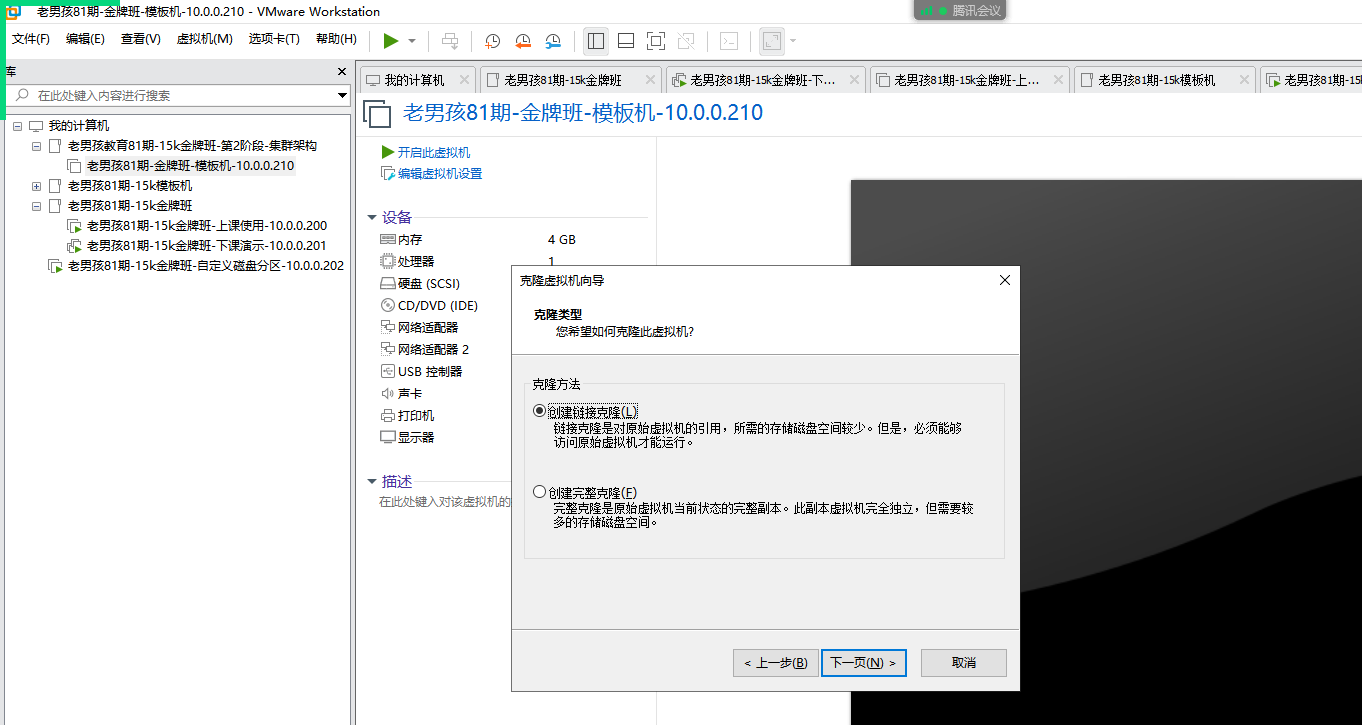 老男孩81期-金牌班-模板机-10.0.0.210 - VMware Workstation
腾讯会议
文件(F) 编辑(E) 查看(V) 虚拟机(M) 选项卡(T) 帮助(H)
库
在此处键入内容进行搜索
我的计算机
老男孩教育81期-15k金牌班-第2阶段-集群架构
老男孩81期-金牌班-模板机-10.0.0.210
老男孩81期-15k模板机
老男孩81期-15k金牌班
老男孩81期-15k金牌班-上课使用-10.0.0.200
老男孩81期-15k金牌班-下课演示-10.0.0.201
老男孩81期-15k金牌班-自定义磁盘分区-10.0.0.202
我的计算机 老男孩81期-15k金牌班 老男孩81期-15k金牌班-下... 老男孩81期-15k金牌班-上... 老男孩81期-15k模板机 老男孩81期-15
老男孩81期-金牌班-模板机-10.0.0.210
开启此虚拟机
编辑虚拟机设置
设备
内存 4 GB
处理器 1
硬盘 (SCSI)
CD/DVD (IDE)
网络适配器
网络适配器 2
USB 控制器
声卡
打印机
显示器
描述
在此处键入对该虚拟机的
克隆虚拟机向导
克隆类型
您希望如何克隆此虚拟机?
克隆方法
创建链接克隆(L)
链接克隆是对原始虚拟机的引用，所需的存储磁盘空间较少。但是，必须能够
访问原始虚拟机才能运行。
创建完整克隆(F)
完整克隆是原始虚拟机当前状态的完整副本。此副本虚拟机完全独立，但需要较
多的存储磁盘空间。
< 上一步(B) 下一页(N) > 取消